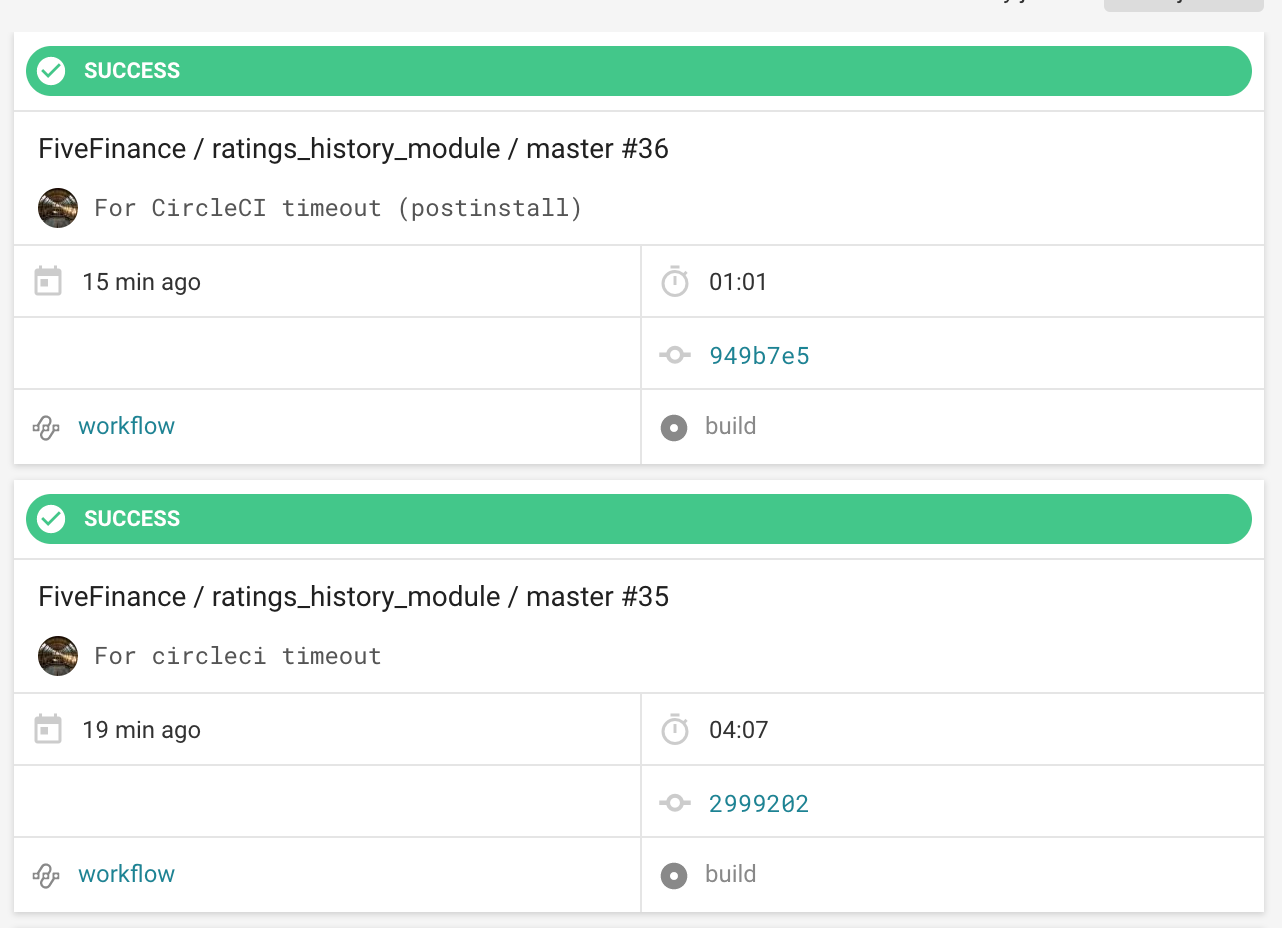 SUCCESS
FiveFinance / ratings_history_module / master #36
For CircleCI timeout (postinstall)
15 min ago
01:01
949b7e5
workflow
build
SUCCESS
FiveFinance / ratings_history_module / master #35
For circleci timeout
19 min ago
04:07
2999202
workflow
build